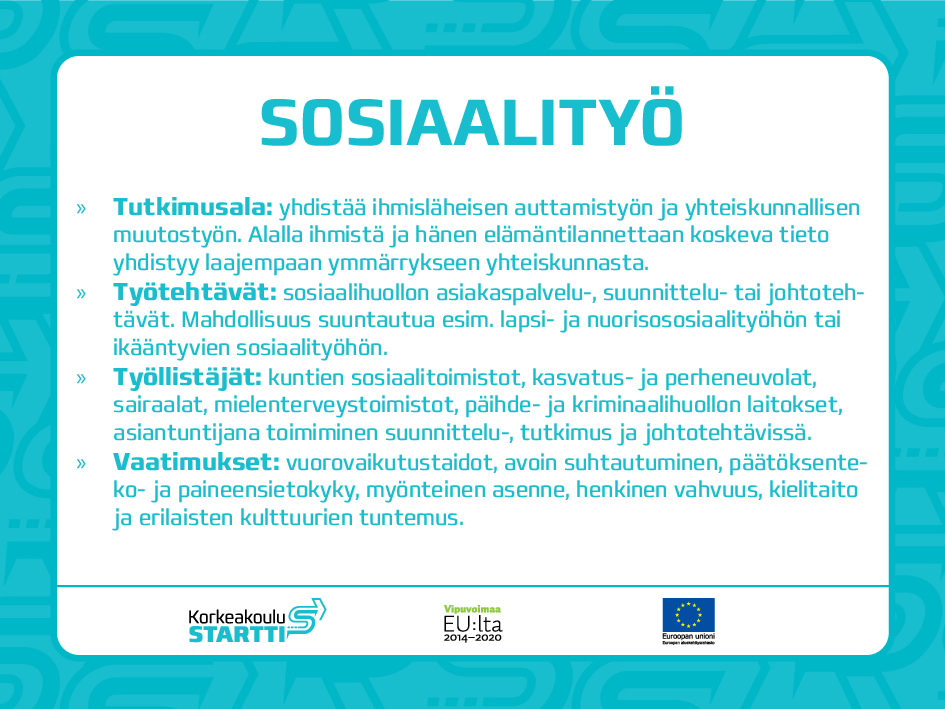 SOSIAALITYÖ
» Tutkimusala: yhdistää ihmisläheisen auttamistyön ja yhteiskunnallisen
muutostyön. Alalla ihmistä ja hänen elämäntilannettaan koskeva tieto
yhdistyy laajempaan ymmärrykseen yhteiskunnasta.
» Työtehtävät: sosiaalihuollon asiakaspalvelu-, suunnittelu- tai johtoteh-
tävät. Mahdollisuus suuntautua esim. lapsi- ja nuorisososiaalityöhön tai
ikääntyvien sosiaalityöhön.
» Työllistäjät: kuntien sosiaalitoimistot, kasvatus- ja perheneuvolat,
sairaalat, mielenterveystoimistot, päihde- ja kriminaalihuollon laitokset,
asiantuntijana toimiminen suunnittelu-, tutkimus ja johtotehtävissä.
» Vaatimukset: vuorovaikutustaidot, avoin suhtautuminen, päätöksente-
ko- ja paineensietokyky, myönteinen asenne, henkinen vahvuus, kielitaito
ja erilaisten kulttuurien tuntemus.
Korkeakoulu
STARTTI
Vipuvoimaa
EU:lta
2014–2020
Euroopan unioni
Euroopan aluekehitysrahasto